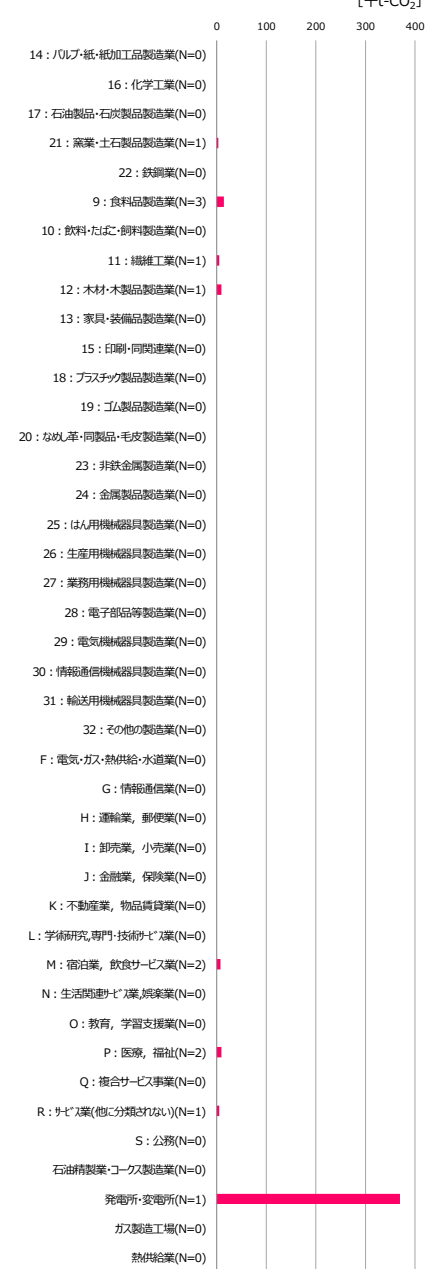 [千t-CO₂]
0 100 200 300 400
14：パルプ・紙・紙加工品製造業(N=0)
16：化学工業(N=0)
17：石油製品・石炭製品製造業(N=0)
21：窯業・土石製品製造業(N=1)
22：鉄鋼業(N=0)
9：食料品製造業(N=3)
10：飲料・たばこ・飼料製造業(N=0)
11：繊維工業(N=1)
12：木材・木製品製造業(N=1)
13：家具・装備品製造業(N=0)
15：印刷・同関連業(N=0)
18：プラスチック製品製造業(N=0)
19：ゴム製品製造業(N=0)
20：なめし革・同製品・毛皮製造業(N=0)
23：非鉄金属製造業(N=0)
24：金属製品製造業(N=0)
25：はん用機械器具製造業(N=0)
26：生産用機械器具製造業(N=0)
27：業務用機械器具製造業(N=0)
28：電子部品等製造業(N=0)
29：電気機械器具製造業(N=0)
30：情報通信機械器具製造業(N=0)
31：輸送用機械器具製造業(N=0)
32：その他の製造業(N=0)
F：電気・ガス・熱供給・水道業(N=0)
G：情報通信業(N=0)
H：運輸業，郵便業(N=0)
I：卸売業，小売業(N=0)
J：金融業，保険業(N=0)
K：不動産業，物品賃貸業(N=0)
L：学術研究,専門・技術ｻｰﾋﾞｽ業(N=0)
M：宿泊業，飲食サービス業(N=2)
N：生活関連ｻｰﾋﾞｽ業,娯楽業(N=0)
O：教育，学習支援業(N=0)
P：医療，福祉(N=2)
Q：複合サービス事業(N=0)
R：ｻｰﾋﾞｽ業(他に分類されない)(N=1)
S：公務(N=0)
石油精製業・コークス製造業(N=0)
発電所・変電所(N=1)
ガス製造工場(N=0)
熱供給業(N=0)